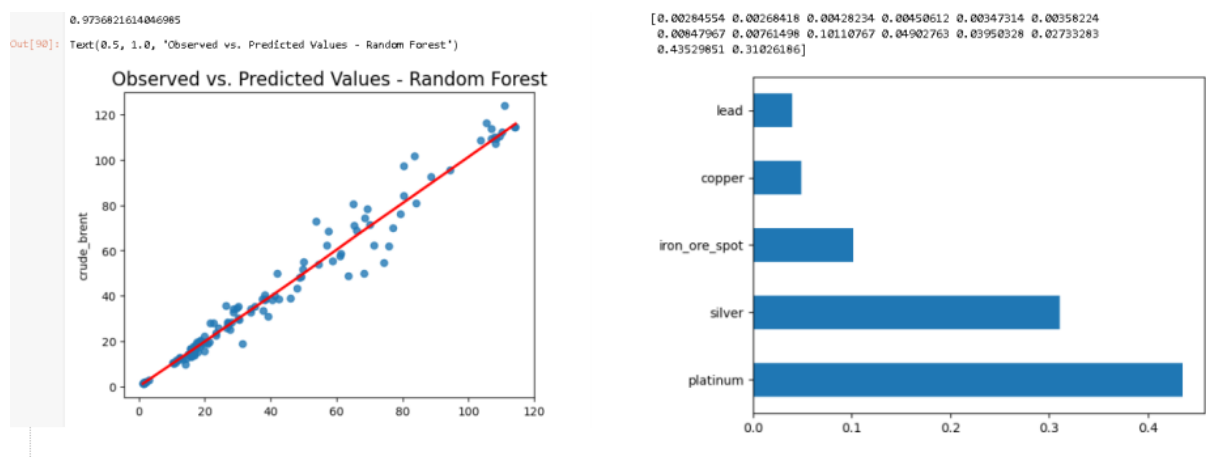 0.9736821614046985
Out[90]: Text(0.5, 1.0, 'Observed vs. Predicted Values - Random Forest')
Observed vs. Predicted Values - Random Forest
120
100
80
60
40
20
0
crude_brent
0 20 40 60 80 100 120
[0.00284554 0.00268418 0.00428234 0.00450612 0.00347314 0.00358224
0.00847967 0.00761498 0.10110767 0.04902763 0.03950328 0.02733283
0.43529851 0.31026186]
lead
copper
iron_ore_spot
silver
platinum
0.0 0.1 0.2 0.3 0.4